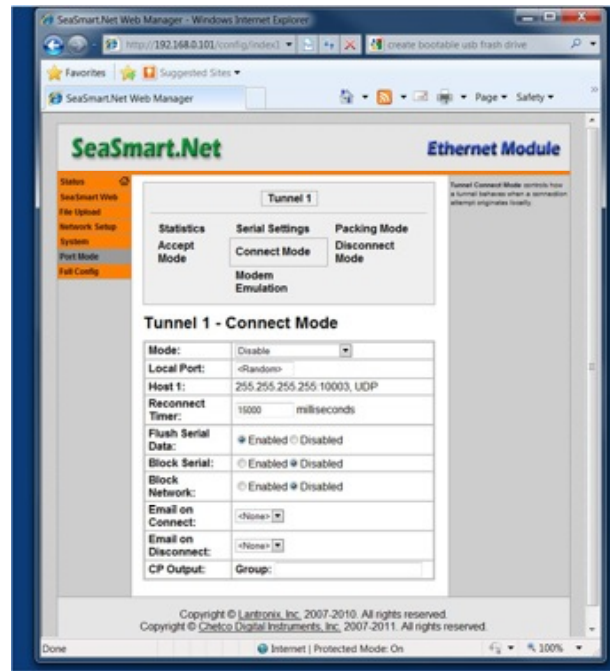 SeaSmart.Net Web Manager - Windows Internet Explorer
http://192.168.0.101/config/index1
create bootable usb frash drive
Favorites
Suggested Sites
SeaSmart.Net Web Manager
Page
Safety
SeaSmart.Net
Ethernet Module
Status
SeaSmart Web
File Upload
Network Setup
System
Port Mode
Full Config
Tunnel 1
Statistics
Serial Settings
Packing Mode
Accept Mode
Connect Mode
Disconnect Mode
Modem Emulation
Tunnel Connect Mode controls how
a tunnel behaves when a connection
attempt originates locally.
Tunnel 1 - Connect Mode
Mode: Disable
Local Port: <Random>
Host 1: 255.255.255.255:10003, UDP
Reconnect Timer: 15000 milliseconds
Flush Serial Data: Enabled Disabled
Block Serial: Enabled Disabled
Block Network: Enabled Disabled
Email on Connect: <None>
Email on Disconnect: <None>
CP Output: Group:
Copyright © Lantronix, Inc. 2007-2010. All rights reserved.
Copyright © Chetco Digital Instruments, Inc. 2007-2011. All rights reserved.
Done
Internet | Protected Mode: On
100%